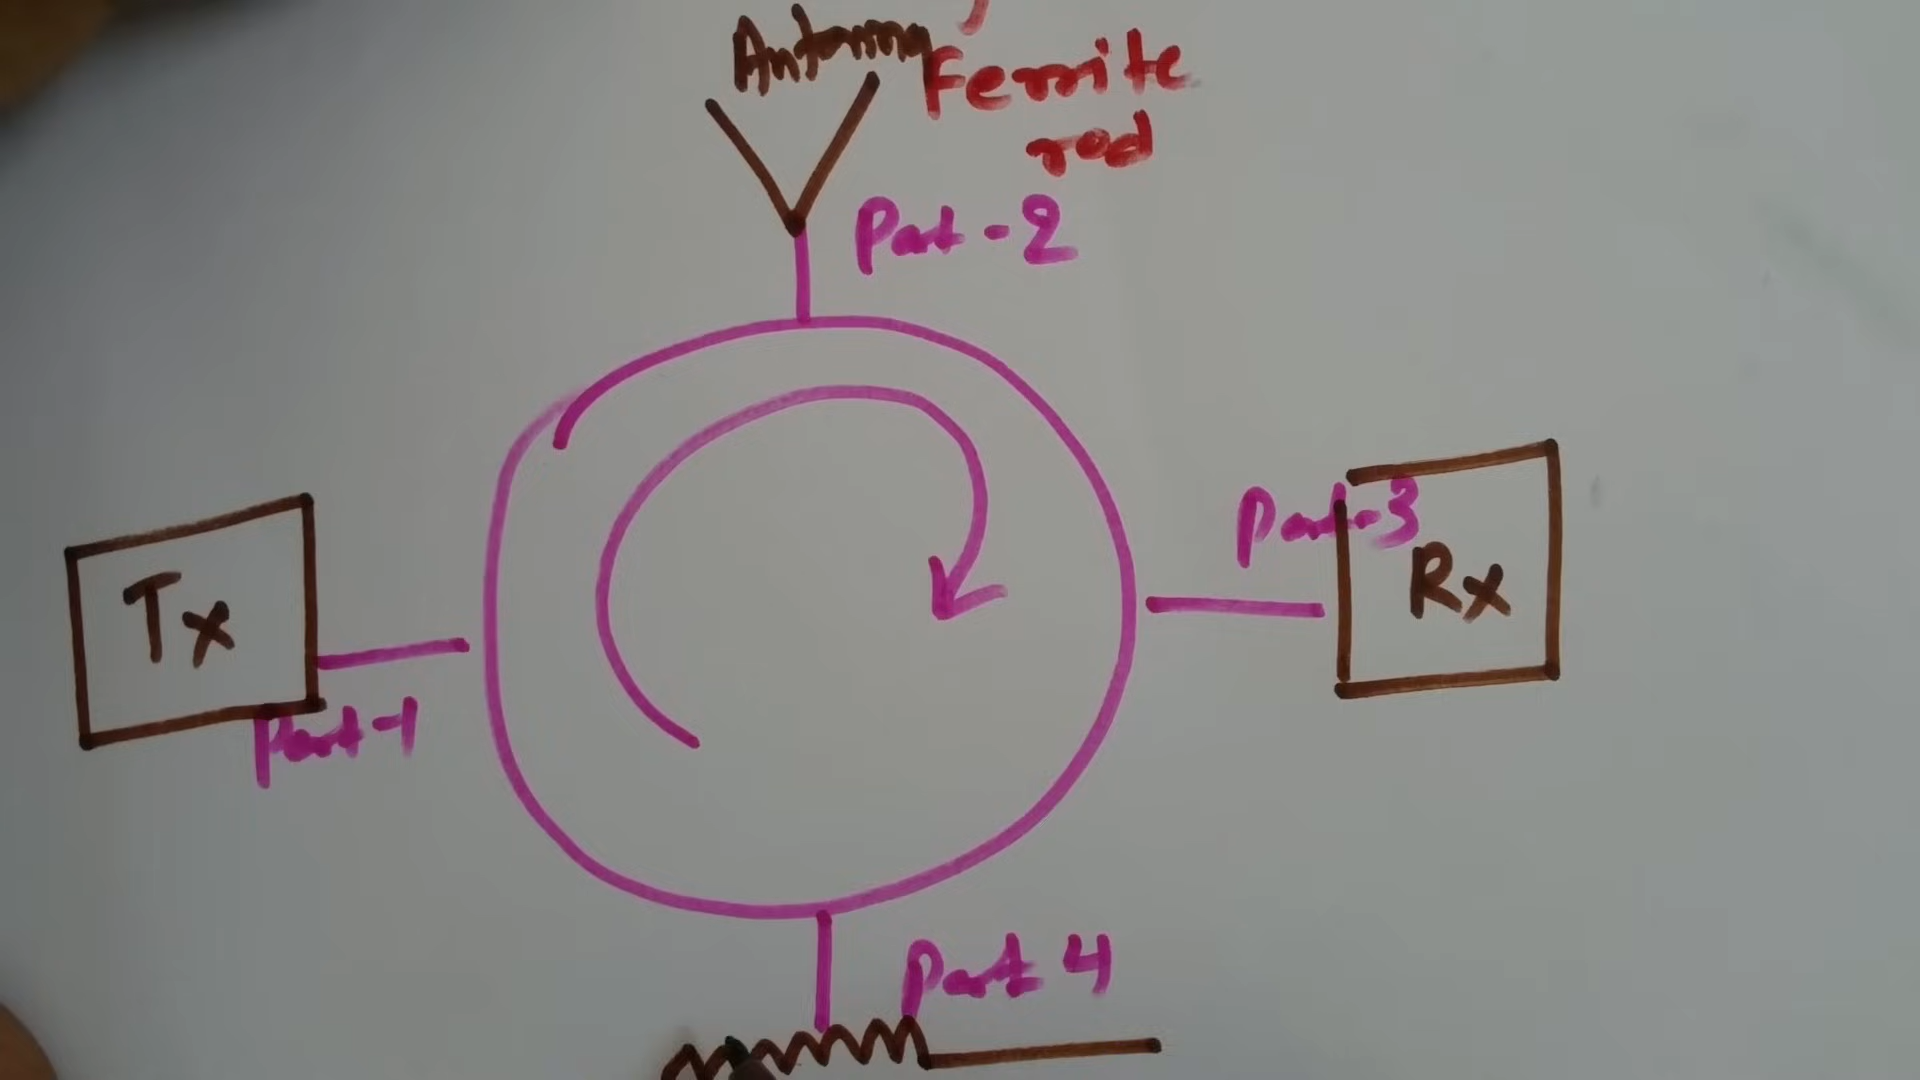 Antenna
Ferrite
rod
Port-2
Port-3
Rx
Tx
Port-1
Port 4